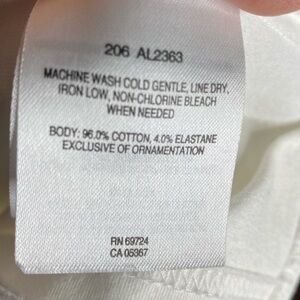 206 AL2363
MACHINE WASH COLD GENTLE, LINE DRY,
IRON LOW, NON-CHLORINE BLEACH
WHEN NEEDED
BODY: 96.0% COTTON, 4.0% ELASTANE
EXCLUSIVE OF ORNAMENTATION
RN 69724
CA 05367